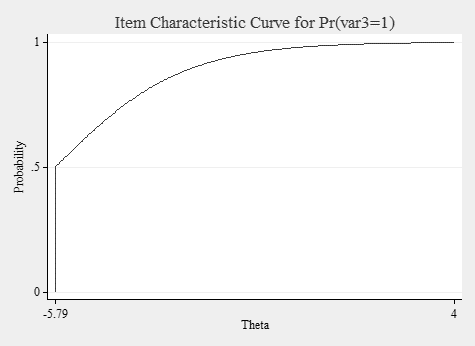 Item Characteristic Curve for Pr(var3=1)
1
.5
0
Probability
-5.79
4
Theta